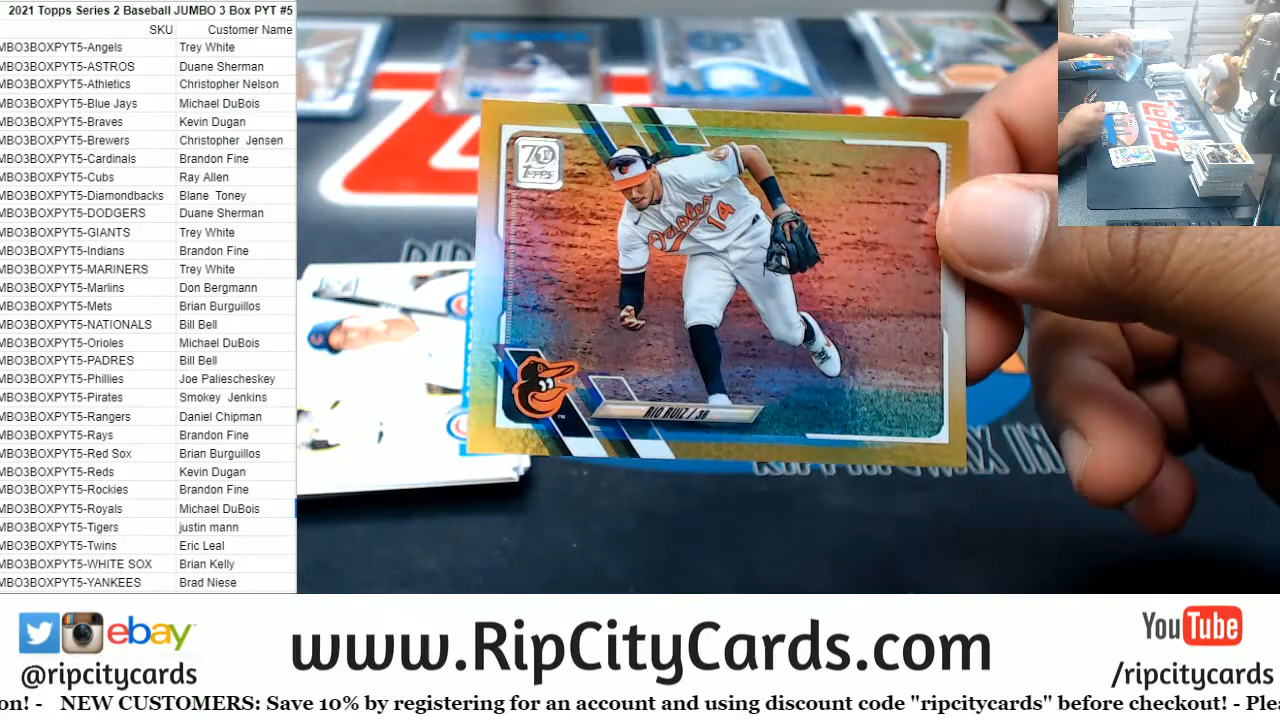 2021 Topps Series 2 Baseball JUMBO 3 Box PYT #5
SKU Customer Name
MBO3BOXPYT5-Angels Trey White
MBO3BOXPYT5-ASTROS Duane Sherman
MBO3BOXPYT5-Athletics Christopher Nelson
MBO3BOXPYT5-Blue Jays Michael DuBois
MBO3BOXPYT5-Braves Kevin Dugan
MBO3BOXPYT5-Brewers Christopher Jensen
MBO3BOXPYT5-Cardinals Brandon Fine
MBO3BOXPYT5-Cubs Ray Allen
MBO3BOXPYT5-Diamondbacks Blane Toney
MBO3BOXPYT5-DODGERS Duane Sherman
MBO3BOXPYT5-GIANTS Trey White
MBO3BOXPYT5-Indians Brandon Fine
MBO3BOXPYT5-MARINERS Trey White
MBO3BOXPYT5-Marlins Don Bergmann
MBO3BOXPYT5-Mets Brian Burguillos
MBO3BOXPYT5-NATIONALS Bill Bell
MBO3BOXPYT5-Orioles Michael DuBois
MBO3BOXPYT5-PADRES Bill Bell
MBO3BOXPYT5-Phillies Joe Paliescheskey
MBO3BOXPYT5-Pirates Smokey Jenkins
MBO3BOXPYT5-Rangers Daniel Chipman
MBO3BOXPYT5-Rays Brandon Fine
MBO3BOXPYT5-Red Sox Brian Burguillos
MBO3BOXPYT5-Reds Kevin Dugan
MBO3BOXPYT5-Rockies Brandon Fine
MBO3BOXPYT5-Royals Michael DuBois
MBO3BOXPYT5-Tigers justin mann
MBO3BOXPYT5-Twins Eric Leal
MBO3BOXPYT5-WHITE SOX Brian Kelly
MBO3BOXPYT5-YANKEES Brad Niese
70
TOPPS
Orioles
14
RIO RUIZ / 3B
topps
ebay
@ripcitycards
www.RipCityCards.com
YouTube
/ripcitycards
on! - NEW CUSTOMERS: Save 10% by registering for an account and using discount code "ripcitycards" before checkout! - Plea